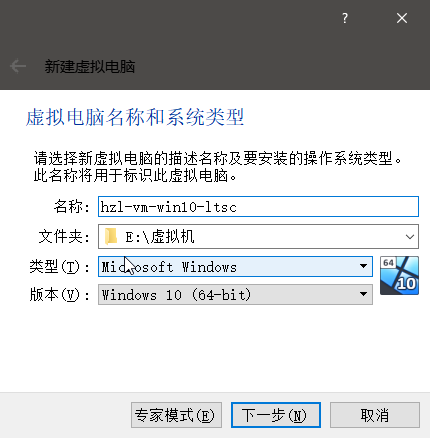 ?
新建虚拟电脑
虚拟电脑名称和系统类型
请选择新虚拟电脑的描述名称及要安装的操作系统类型。
此名称将用于标识此虚拟电脑。
名称: hzl-vm-win10-ltsc
文件夹: E:\虚拟机
类型(T): Microsoft Windows
64
版本(V): Windows 10 (64-bit)
10
专家模式(E) 下一步(N) 取消